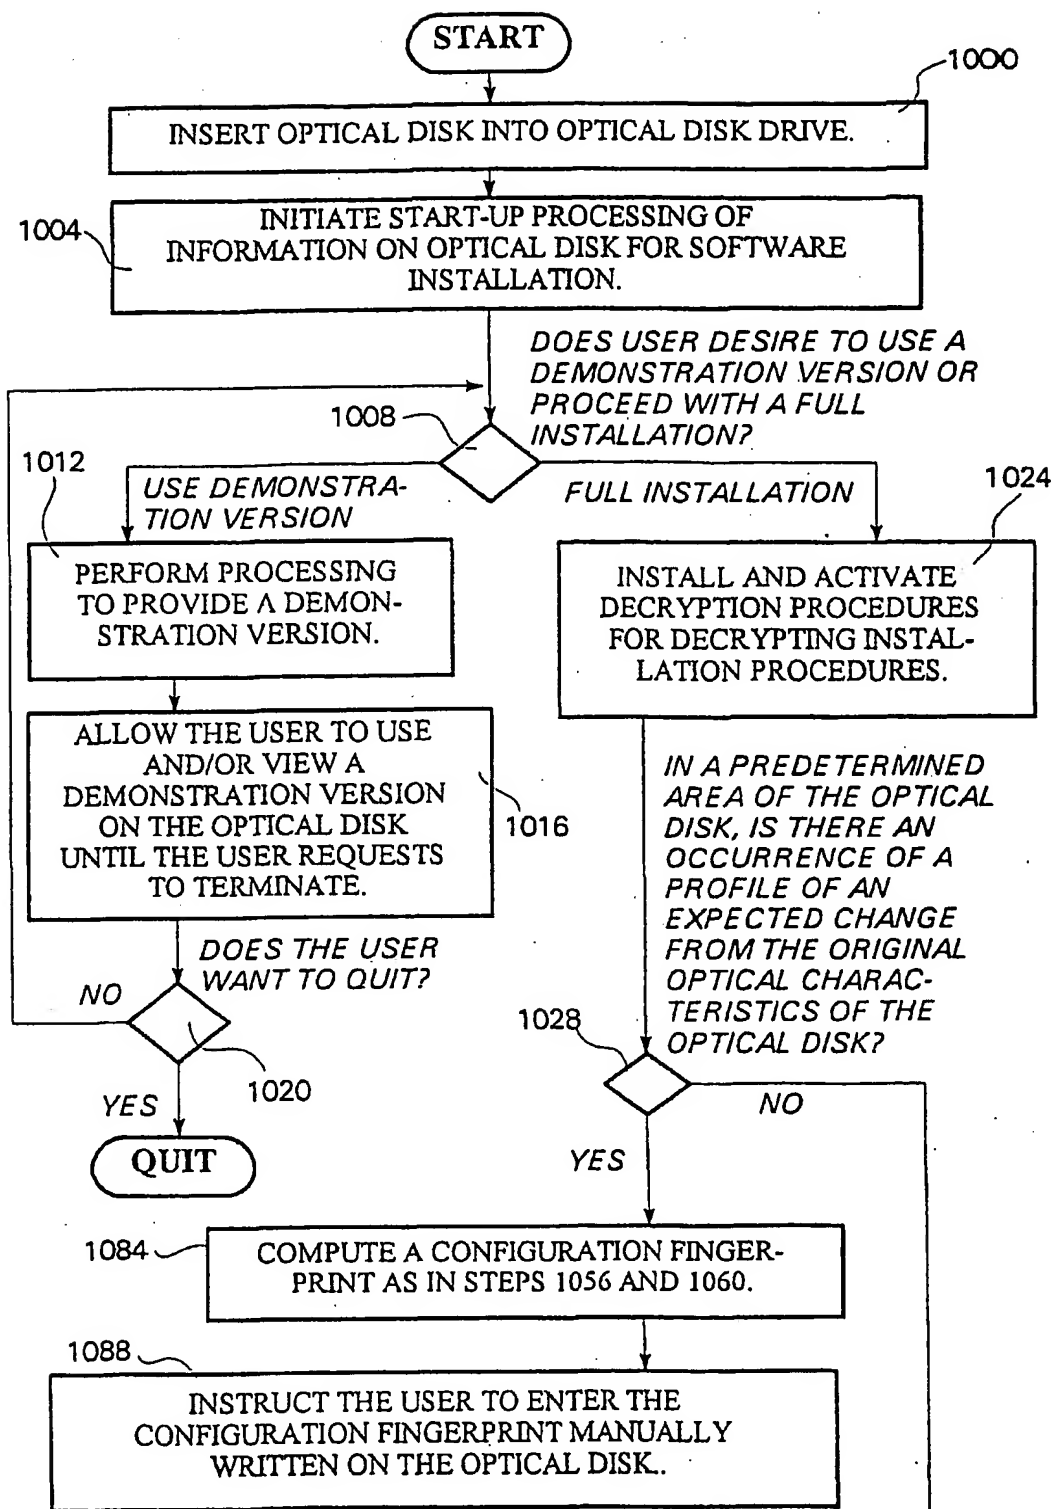 START
1000
INSERT OPTICAL DISK INTO OPTICAL DISK DRIVE.
1004
INITIATE START-UP PROCESSING OF
INFORMATION ON OPTICAL DISK FOR SOFTWARE
INSTALLATION.
DOES USER DESIRE TO USE A
DEMONSTRATION VERSION OR
PROCEED WITH A FULL
INSTALLATION?
1008
1012
USE DEMONSTRA-
TION VERSION
FULL INSTALLATION
1024
PERFORM PROCESSING
TO PROVIDE A DEMON-
STRATION VERSION.
INSTALL AND ACTIVATE
DECRYPTION PROCEDURES
FOR DECRYPTING INSTAL-
LATION PROCEDURES.
ALLOW THE USER TO USE
AND/OR VIEW A
DEMONSTRATION VERSION
ON THE OPTICAL DISK
UNTIL THE USER REQUESTS
TO TERMINATE.
1016
IN A PREDETERMINED
AREA OF THE OPTICAL
DISK, IS THERE AN
OCCURRENCE OF A
PROFILE OF AN
EXPECTED CHANGE
FROM THE ORIGINAL
OPTICAL CHARAC-
TERISTICS OF THE
OPTICAL DISK?
DOES THE USER
WANT TO QUIT?
NO
1020
YES
QUIT
1028
NO
YES
1084
COMPUTE A CONFIGURATION FINGER-
PRINT AS IN STEPS 1056 AND 1060.
1088
INSTRUCT THE USER TO ENTER THE
CONFIGURATION FINGERPRINT MANUALLY
WRITTEN ON THE OPTICAL DISK..